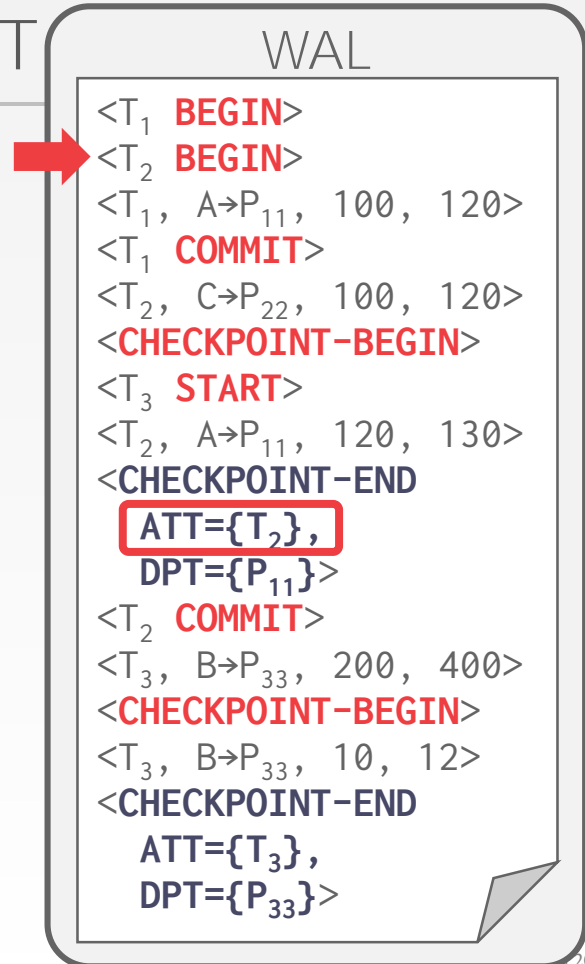 T
WAL
<T₁ BEGIN>
<T₂ BEGIN>
<T₁, A→P₁₁, 100, 120>
<T₁ COMMIT>
<T₂, C→P₂₂, 100, 120>
<CHECKPOINT-BEGIN>
<T₃ START>
<T₂, A→P₁₁, 120, 130>
<CHECKPOINT-END
ATT={T₂},
DPT={P₁₁}>
<T₂ COMMIT>
<T₃, B→P₃₃, 200, 400>
<CHECKPOINT-BEGIN>
<T₃, B→P₃₃, 10, 12>
<CHECKPOINT-END
ATT={T₃},
DPT={P₃₃}>